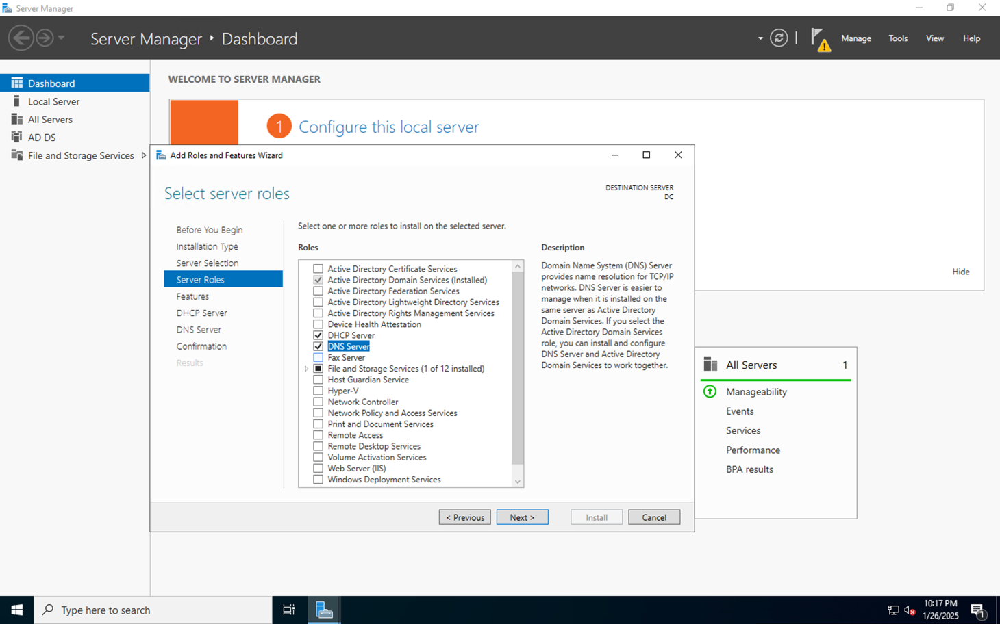 Server Manager
Server Manager ‣ Dashboard
Manage Tools View Help
Dashboard
Local Server
All Servers
AD DS
File and Storage Services
WELCOME TO SERVER MANAGER
1 Configure this local server
Hide
Add Roles and Features Wizard
Select server roles
DESTINATION SERVER
DC
Before You Begin
Installation Type
Server Selection
Server Roles
Features
DHCP Server
DNS Server
Confirmation
Results
Select one or more roles to install on the selected server.
Roles
Active Directory Certificate Services
Active Directory Domain Services (Installed)
Active Directory Federation Services
Active Directory Lightweight Directory Services
Active Directory Rights Management Services
Device Health Attestation
DHCP Server
DNS Server
Fax Server
File and Storage Services (1 of 12 installed)
Host Guardian Service
Hyper-V
Network Controller
Network Policy and Access Services
Print and Document Services
Remote Access
Remote Desktop Services
Volume Activation Services
Web Server (IIS)
Windows Deployment Services
Description
Domain Name System (DNS) Server
provides name resolution for TCP/IP
networks. DNS Server is easier to
manage when it is installed on the
same server as Active Directory
Domain Services. If you select the
Active Directory Domain Services
role, you can install and configure
DNS Server and Active Directory
Domain Services to work together.
< Previous Next > Install Cancel
All Servers 1
Manageability
Events
Services
Performance
BPA results
Type here to search
10:17 PM
1/26/2025
1